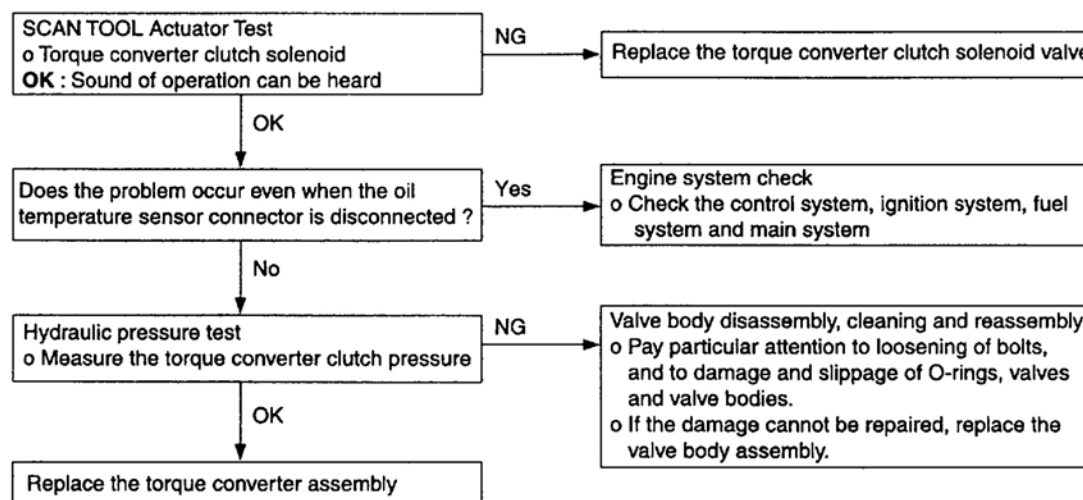 SCAN TOOL Actuator Test
o Torque converter clutch solenoid
OK : Sound of operation can be heard
NG
Replace the torque converter clutch solenoid valve
OK
Does the problem occur even when the oil
temperature sensor connector is disconnected ?
Yes
Engine system check
o Check the control system, ignition system, fuel
system and main system
No
Hydraulic pressure test
o Measure the torque converter clutch pressure
NG
Valve body disassembly, cleaning and reassembly
o Pay particular attention to loosening of bolts,
and to damage and slippage of O-rings, valves
and valve bodies.
o If the damage cannot be repaired, replace the
valve body assembly.
OK
Replace the torque converter assembly